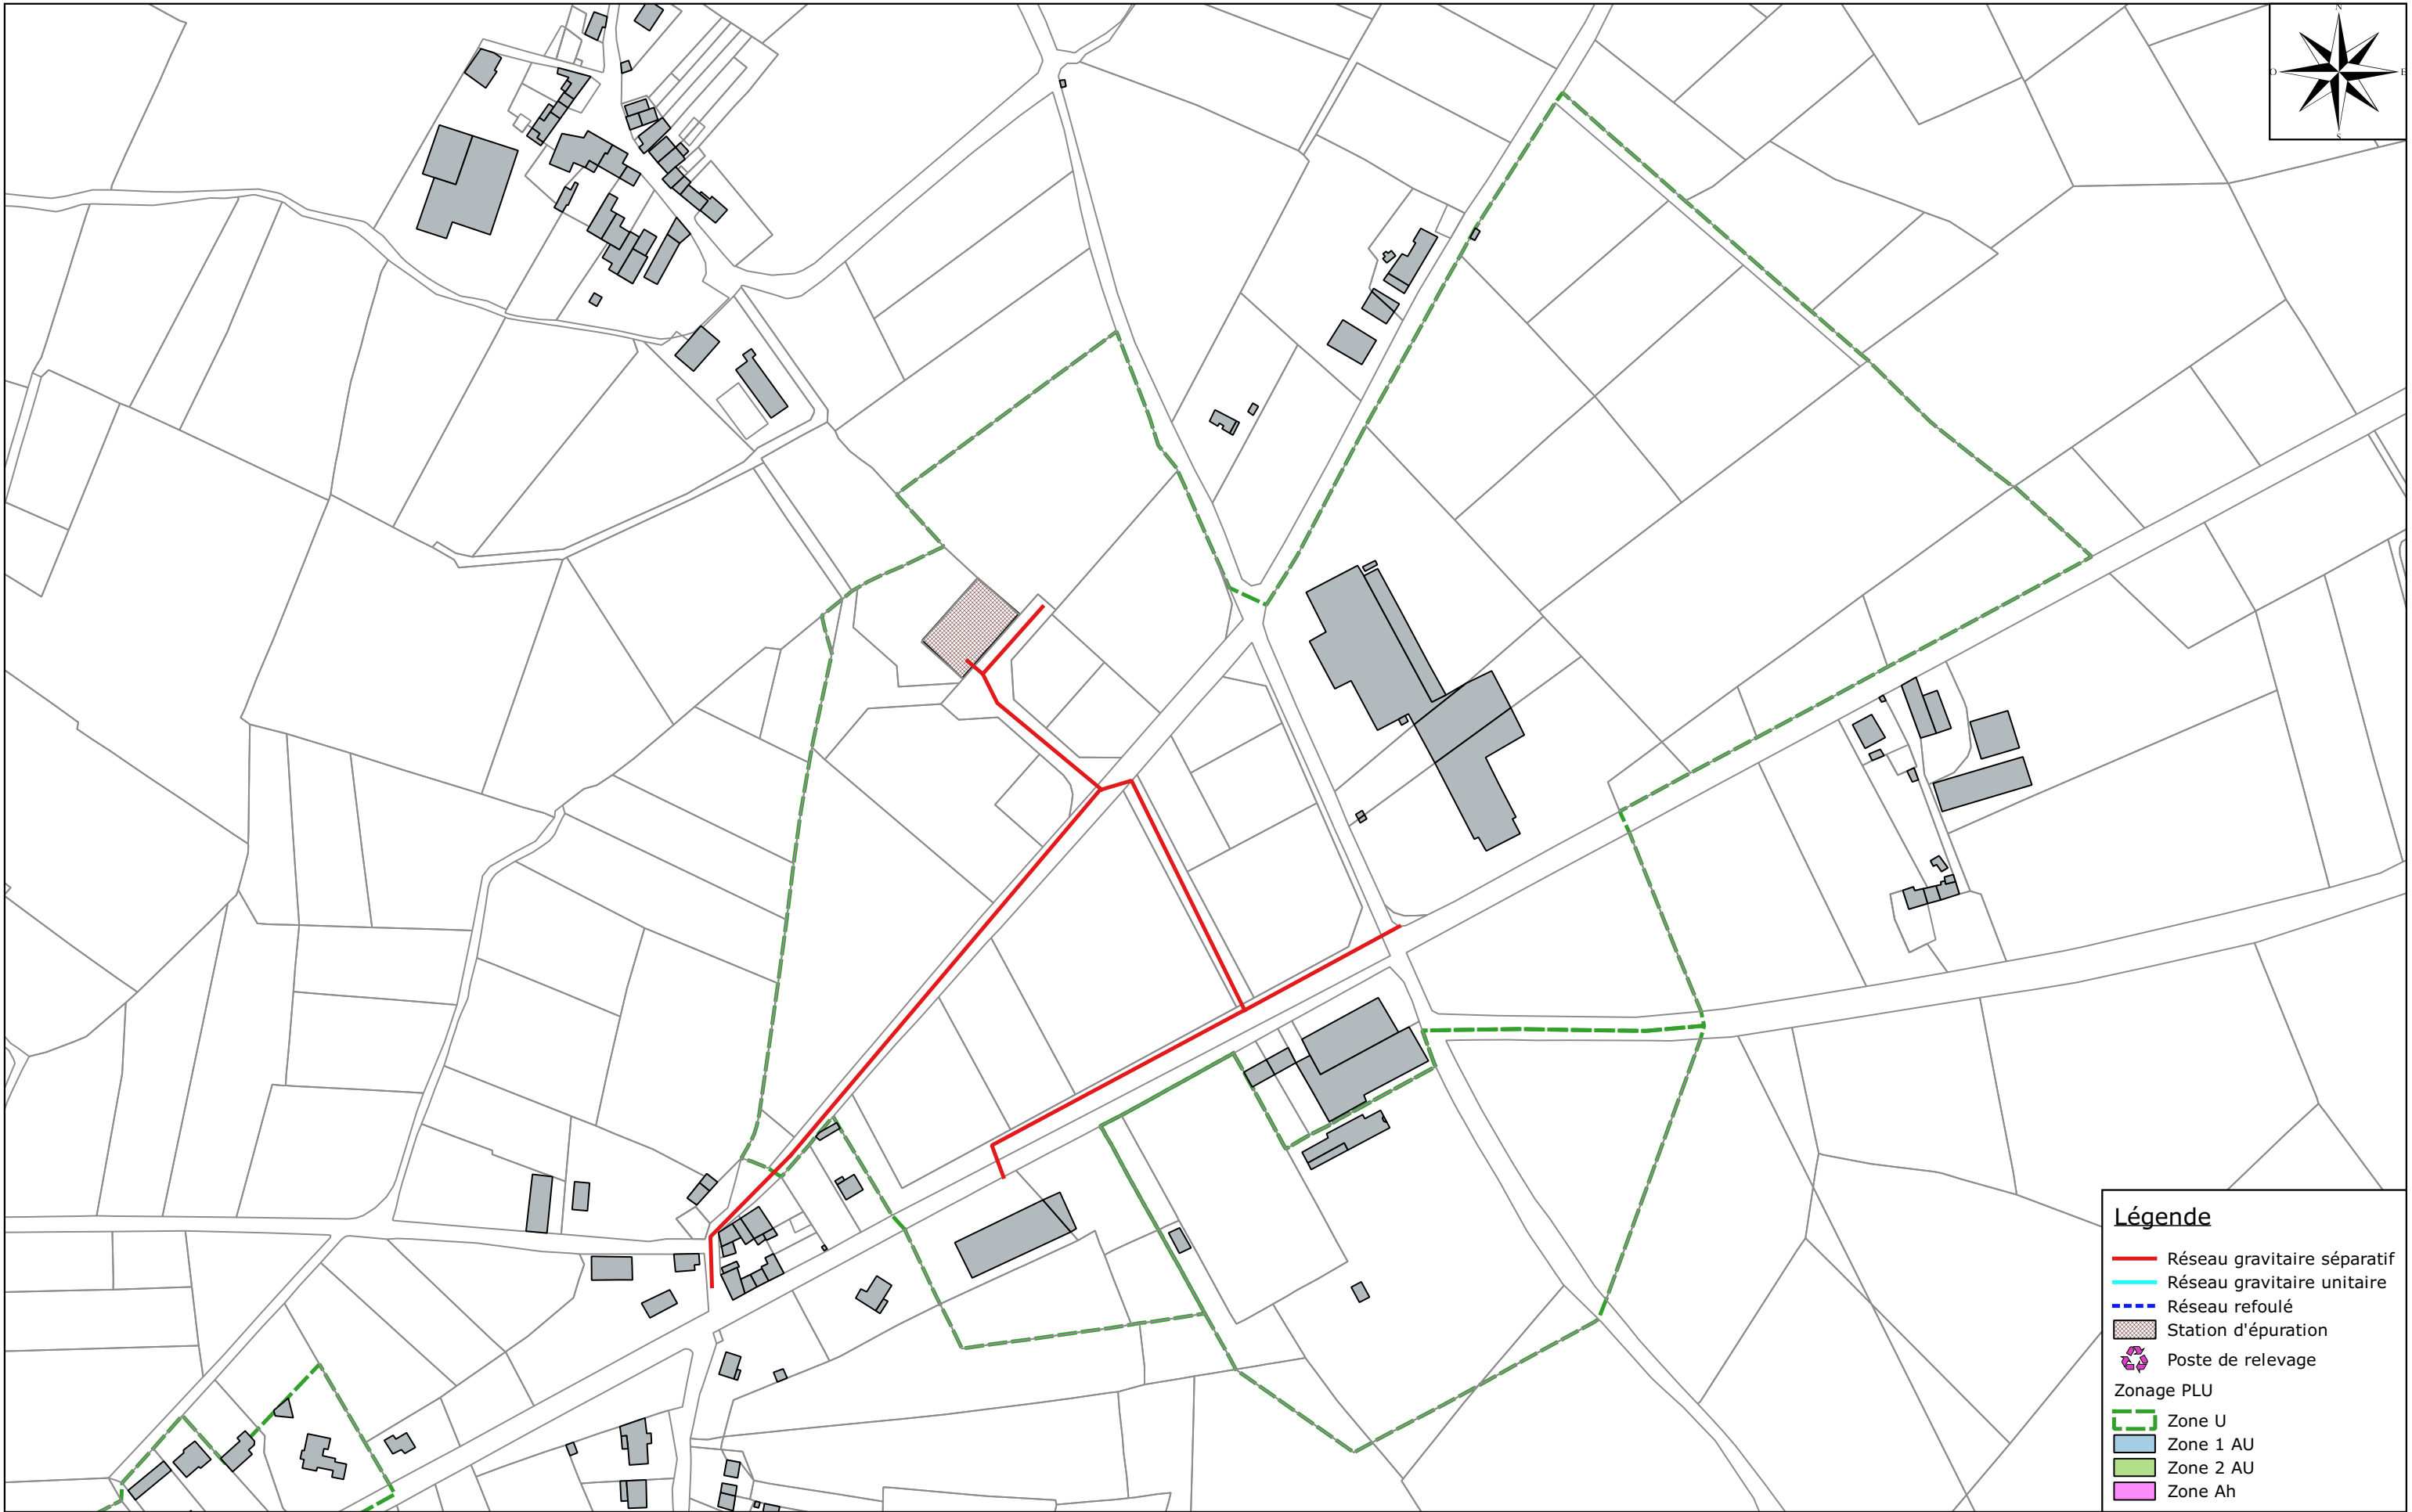 N
O
E
S
Légende
Réseau gravitaire séparatif
Réseau gravitaire unitaire
Réseau refoulé
Station d'épuration
Poste de relevage
Zonage PLU
Zone U
Zone 1 AU
Zone 2 AU
Zone Ah